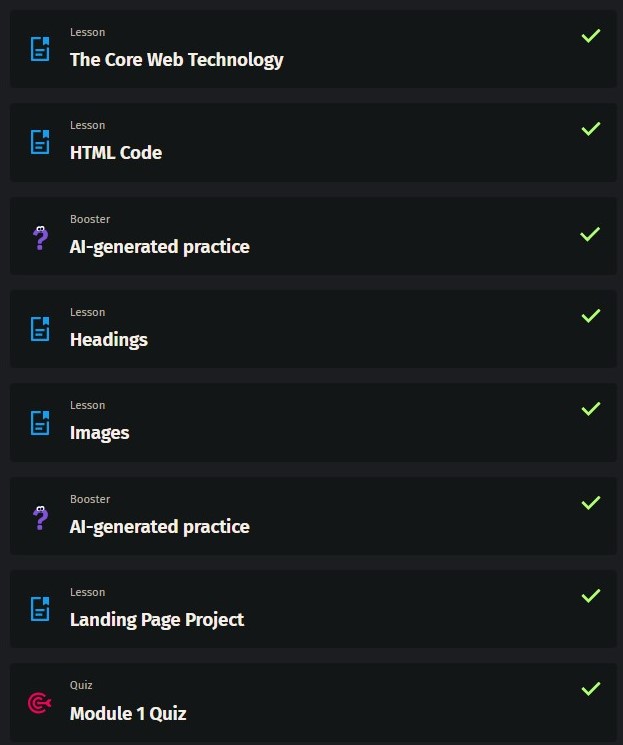 Lesson
The Core Web Technology
Lesson
HTML Code
Booster
AI-generated practice
Lesson
Headings
Lesson
Images
Booster
AI-generated practice
Lesson
Landing Page Project
Quiz
Module 1 Quiz